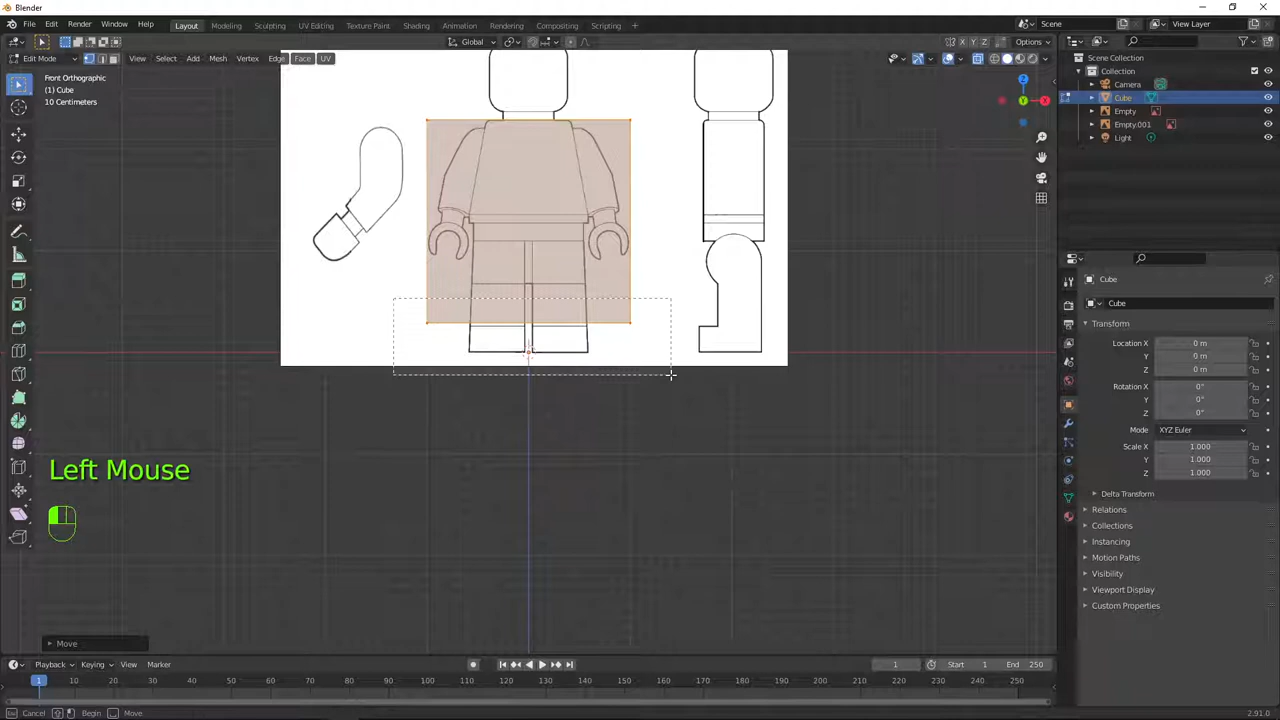 Blender
File Edit Render Window Help
Layout Modeling Sculpting UV Editing Texture Paint Shading Animation Rendering Compositing Scripting +
Scene
View Layer
Global
X Y Z
Options
Edit Mode
View Select Add Mesh Vertex Edge Face UV
Front Orthographic
(1) Cube
10 Centimeters
Z
X
Y
Scene Collection
Collection
Camera
Cube
Empty
Empty.001
Light
Cube
Cube
Transform
Location X 0 m
Y 0 m
Z 0 m
Rotation X 0°
Y 0°
Z 0°
Mode XYZ Euler
Scale X 1.000
Y 1.000
Z 1.000
Delta Transform
Relations
Collections
Instancing
Motion Paths
Visibility
Viewport Display
Custom Properties
Left Mouse
Move
Playback Keying View Marker
1
Start 1
End 250
1 10 20 30 40 50 60 70 80 90 100 110 120 130 140 150 160 170 180 190 200 210 220 230 240 250
Cancel Begin Move
2.91.0